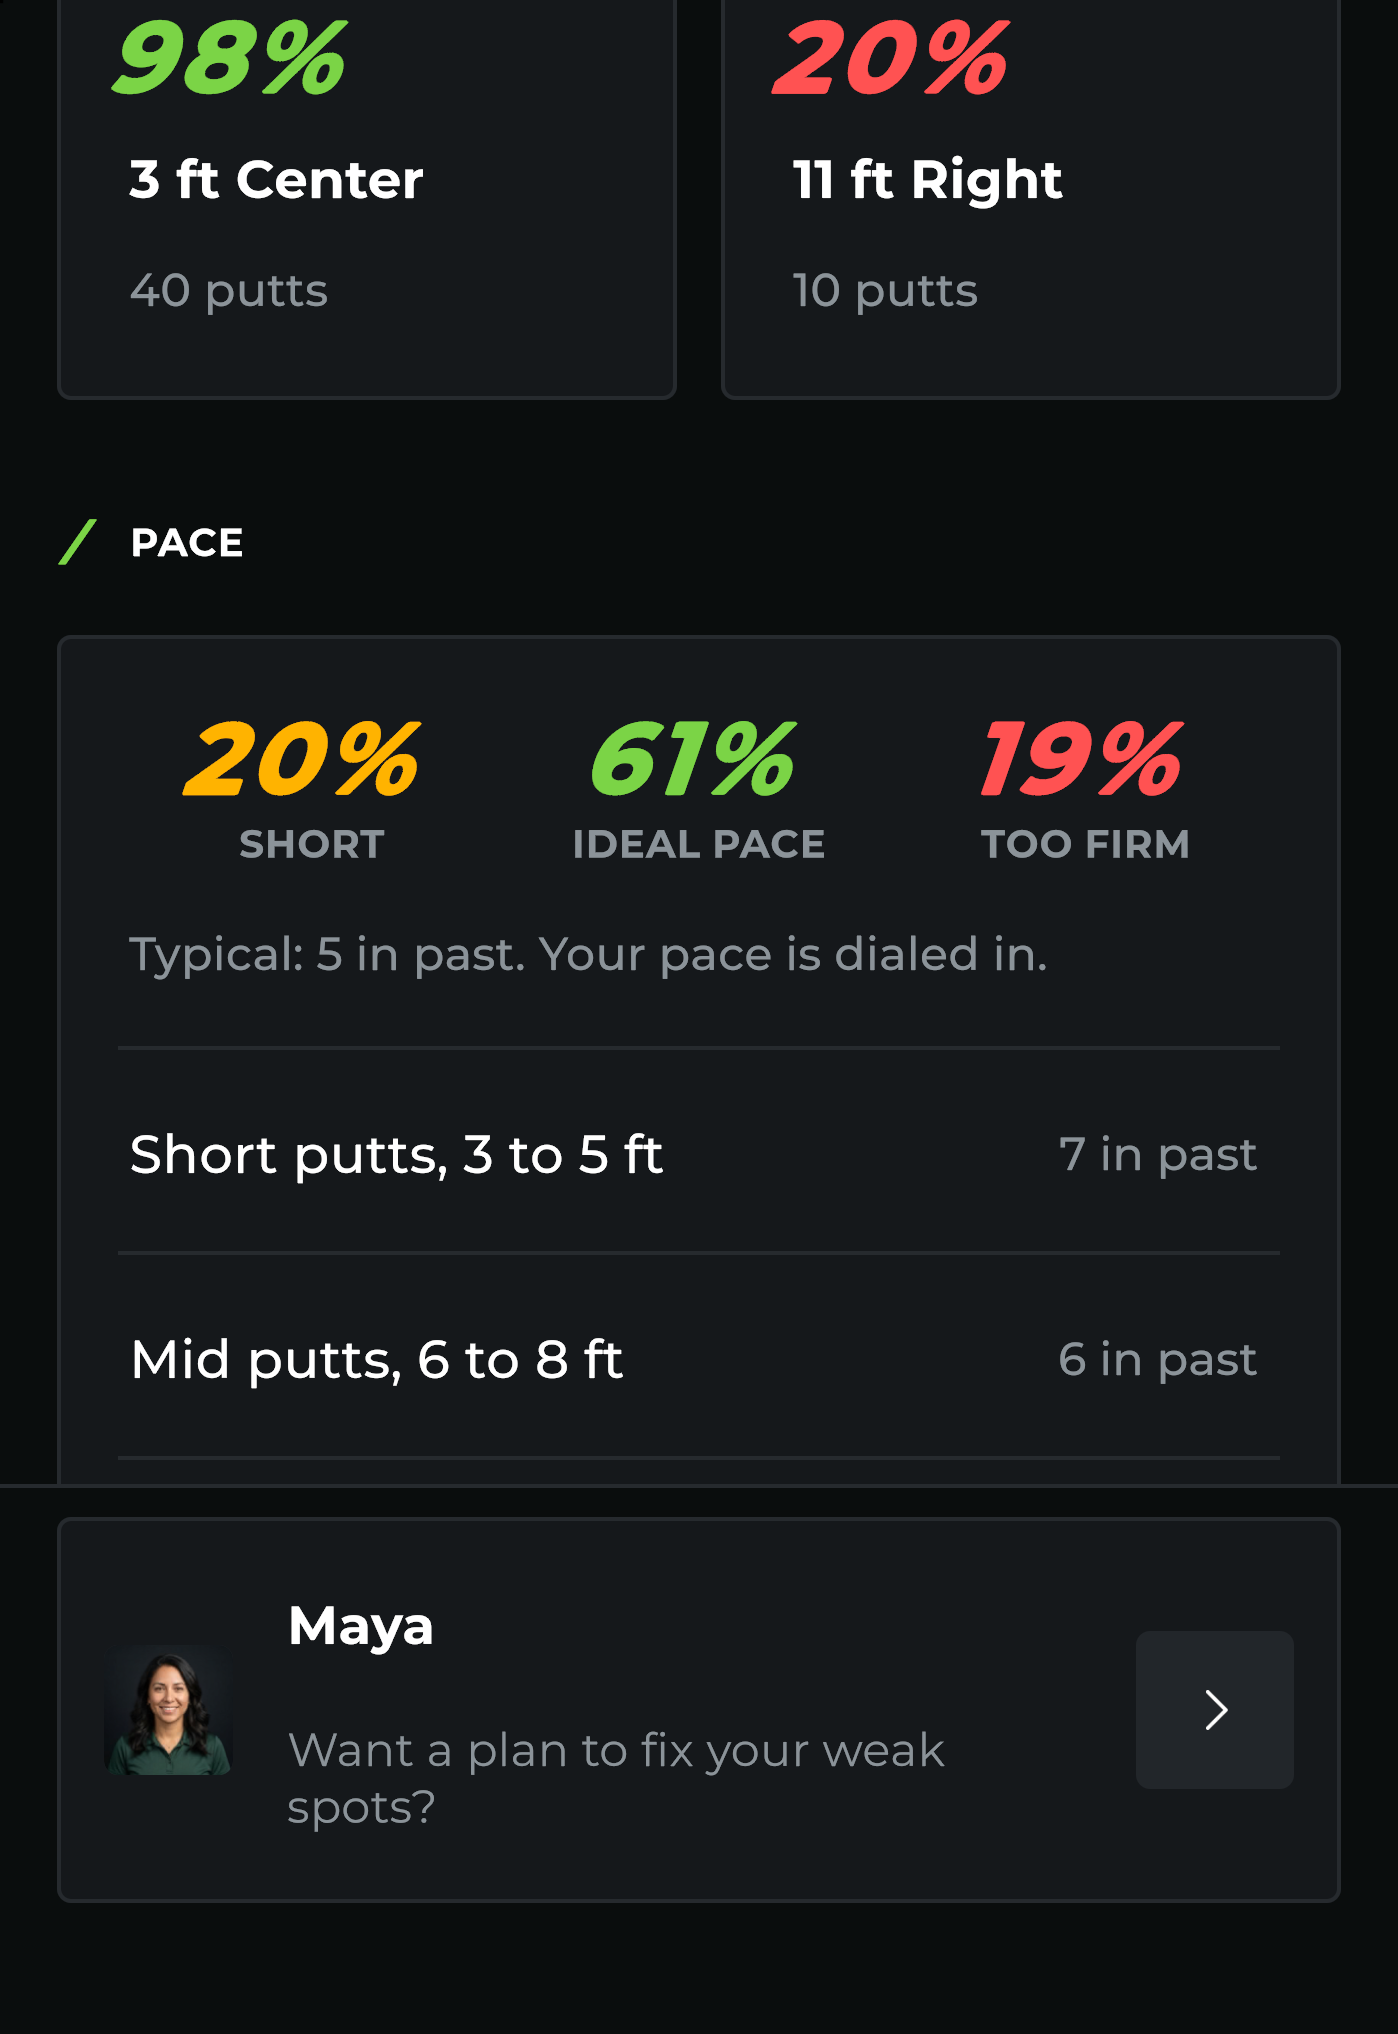 98%
20%
3 ft Center
11 ft Right
40 putts
10 putts
PACE
20%
61%
19%
SHORT
IDEAL PACE
TOO FIRM
Typical: 5 in past. Your pace is dialed in.
Short putts, 3 to 5 ft
7 in past
Mid putts, 6 to 8 ft
6 in past
Maya
Want a plan to fix your weak
spots?